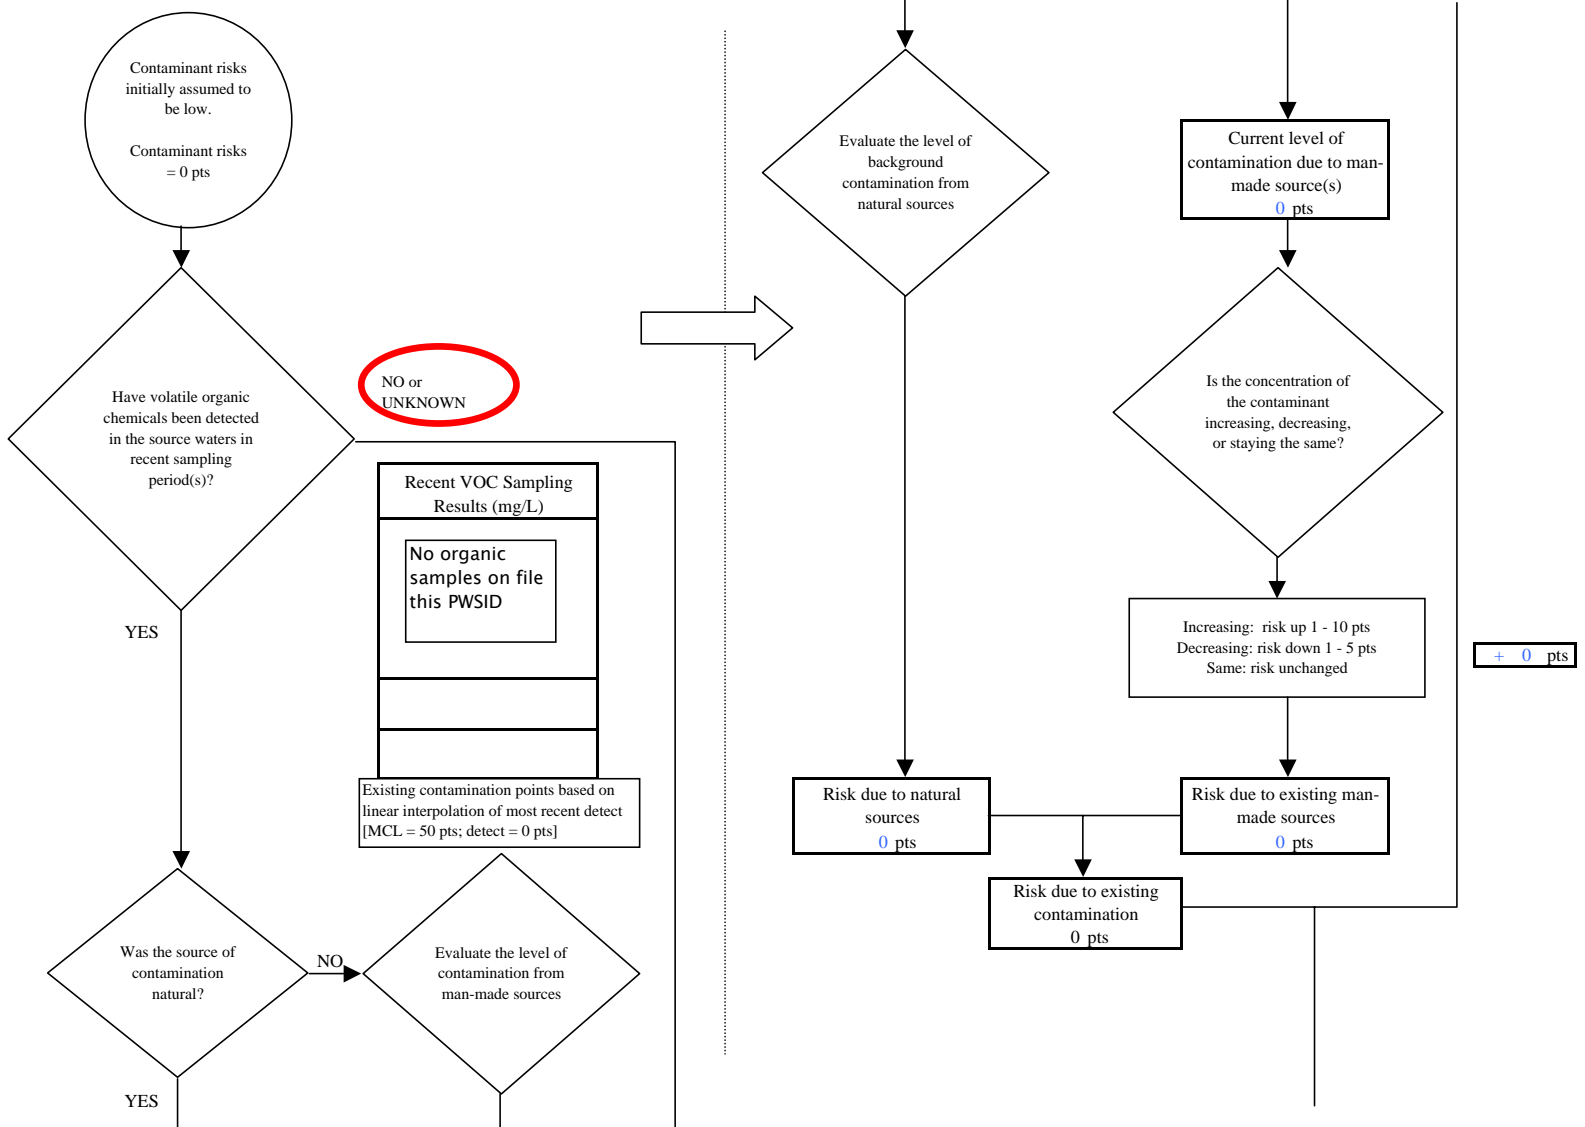 Contaminant risks
initially assumed to
be low.
Contaminant risks
= 0 pts
Have volatile organic
chemicals been detected
in the source waters in
recent sampling
period(s)?
NO or
UNKNOWN
YES
Recent VOC Sampling
Results (mg/L)
No organic
samples on file
this PWSID
Existing contamination points based on
linear interpolation of most recent detect
[MCL = 50 pts; detect = 0 pts]
Was the source of
contamination
natural?
NO
YES
Evaluate the level of
contamination from
man-made sources
Evaluate the level of
background
contamination from
natural sources
Current level of
contamination due to man-
made source(s)
0 pts
Is the concentration of
the contaminant
increasing, decreasing,
or staying the same?
Increasing: risk up 1 - 10 pts
Decreasing: risk down 1 - 5 pts
Same: risk unchanged
+ 0 pts
Risk due to natural
sources
0 pts
Risk due to existing man-
made sources
0 pts
Risk due to existing
contamination
0 pts